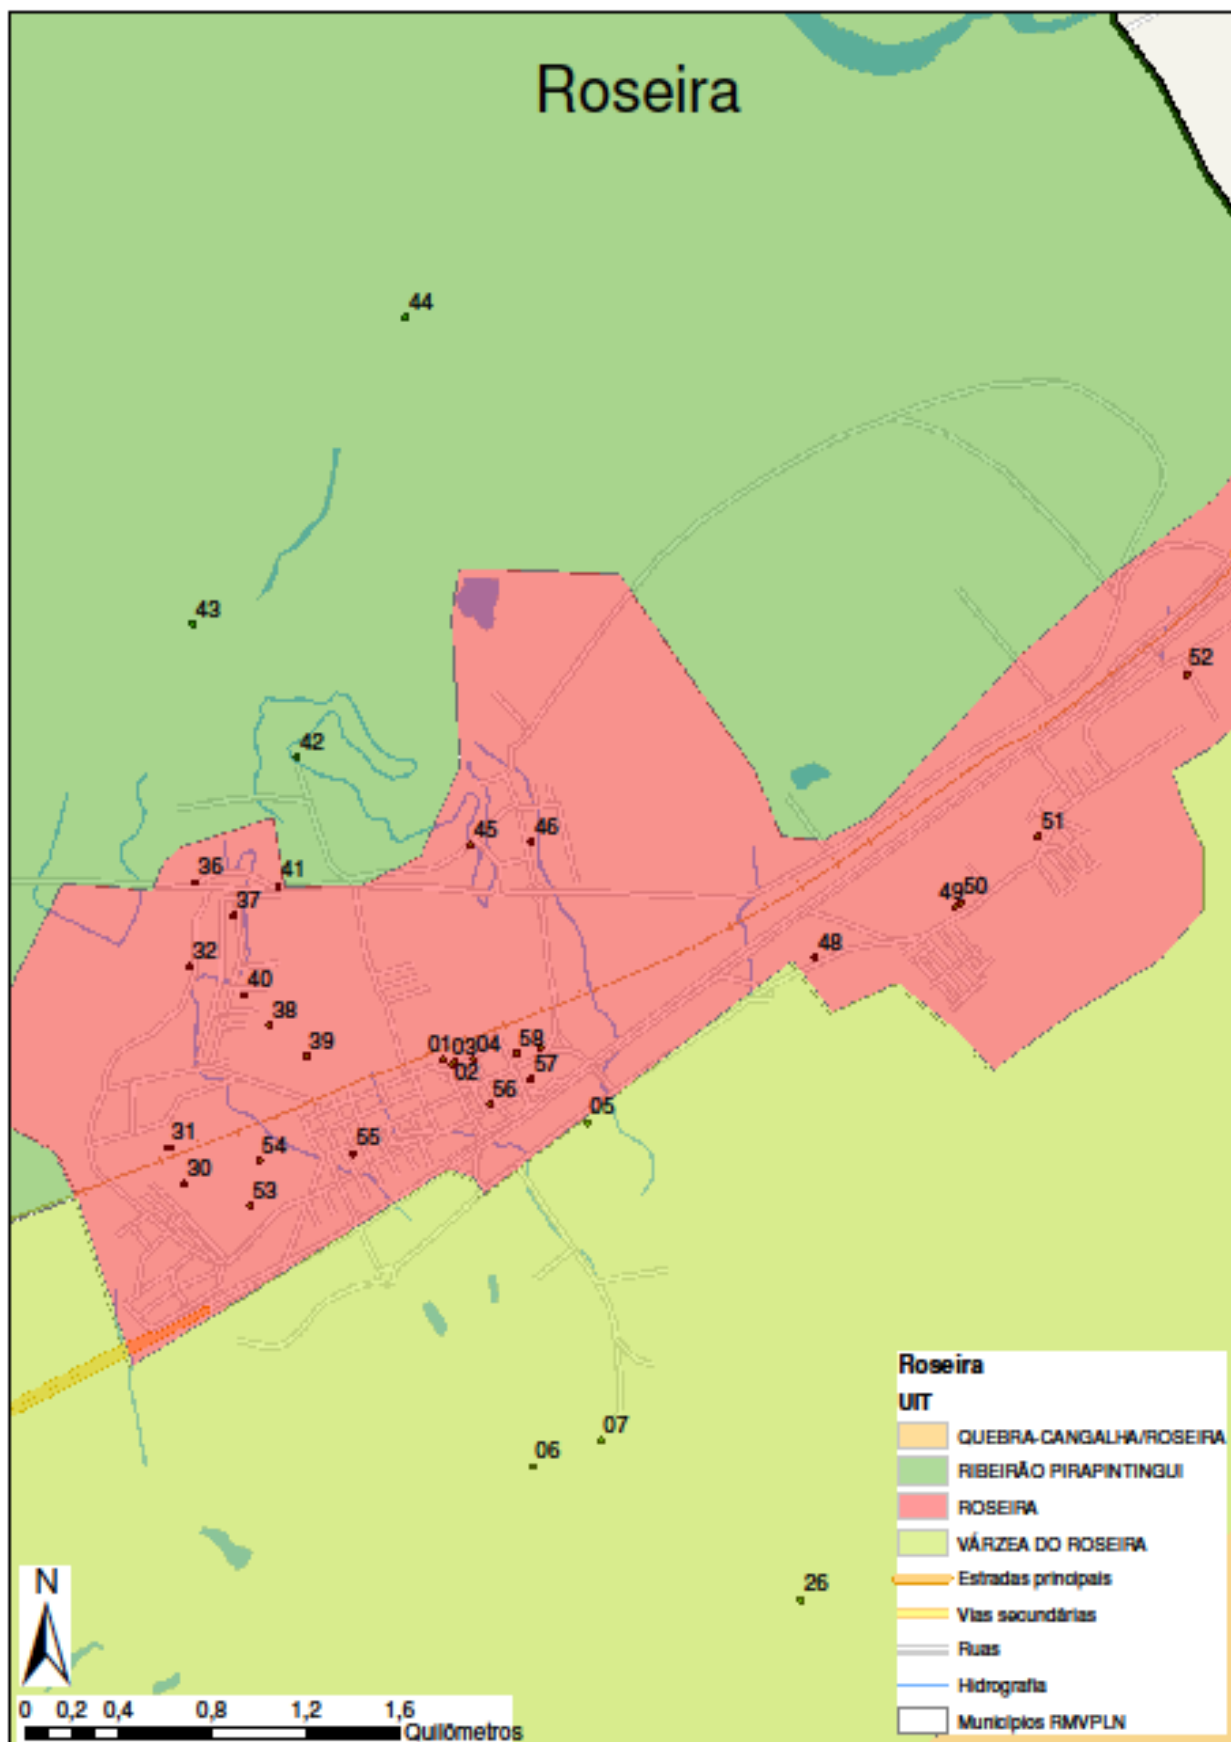 Roseira
44
43
52
42
45
46
51
36
41
49
50
37
48
32
40
38
39
01
03
04
58
02
57
56
05
31
54
55
30
53
07
06
26
Roseira
UIT
QUEBRA-CANGALHA/ROSEIRA
RIBEIRÃO PIRAPINTINGUI
ROSEIRA
VÁRZEA DO ROSEIRA
Estradas principais
Vias secundárias
Ruas
Hidrografia
Municípios RMVPLN
N
0 0,2 0,4 0,8 1,2 1,6
Quilômetros